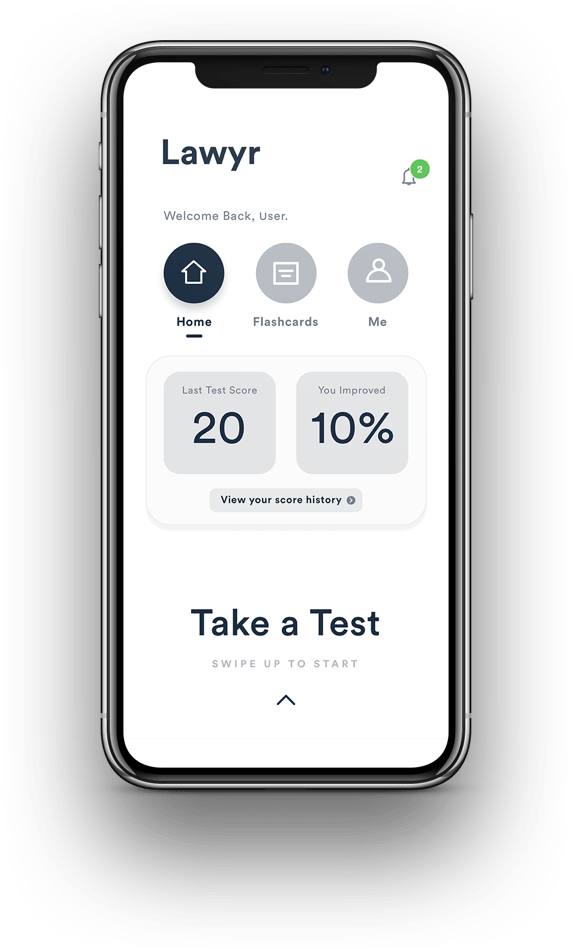 Lawyr
2
Welcome Back, User.
Home
Flashcards
Me
Last Test Score
You Improved
20
10%
View your score history
Take a Test
SWIPE UP TO START